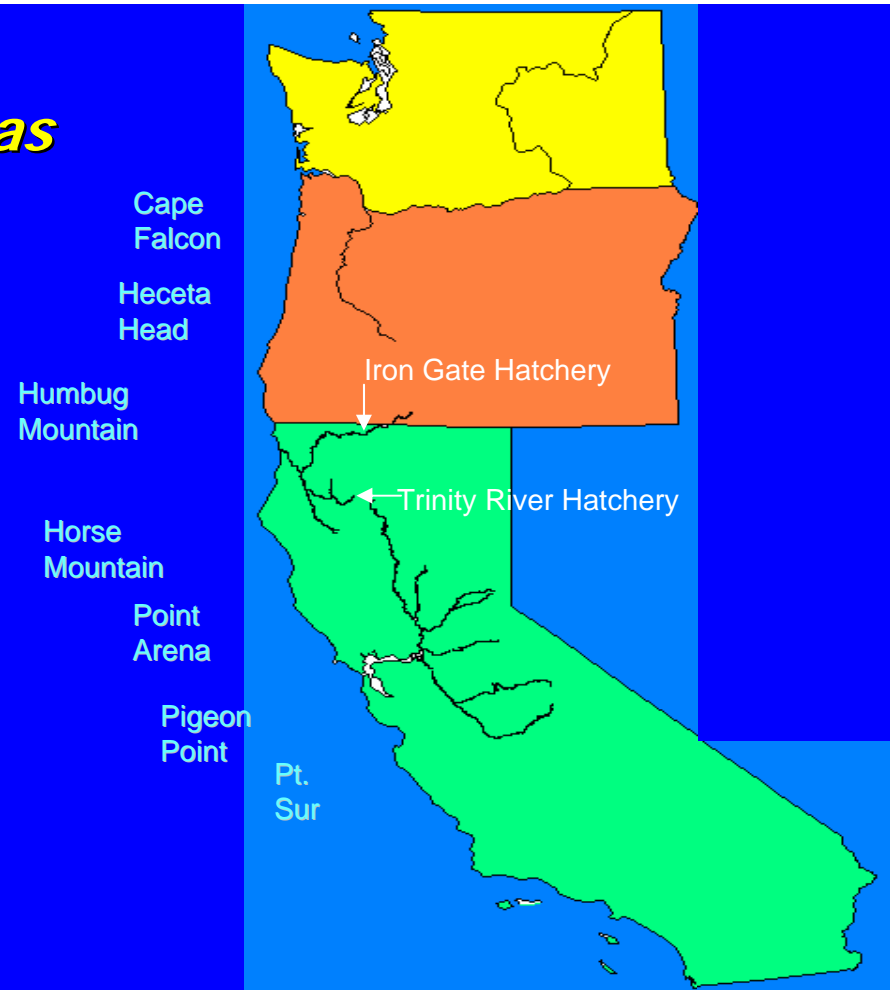 as
Cape
Falcon
Heceta
Head
Iron Gate Hatchery
Humbug
Mountain
Trinity River Hatchery
Horse
Mountain
Point
Arena
Pigeon
Point
Pt.
Sur